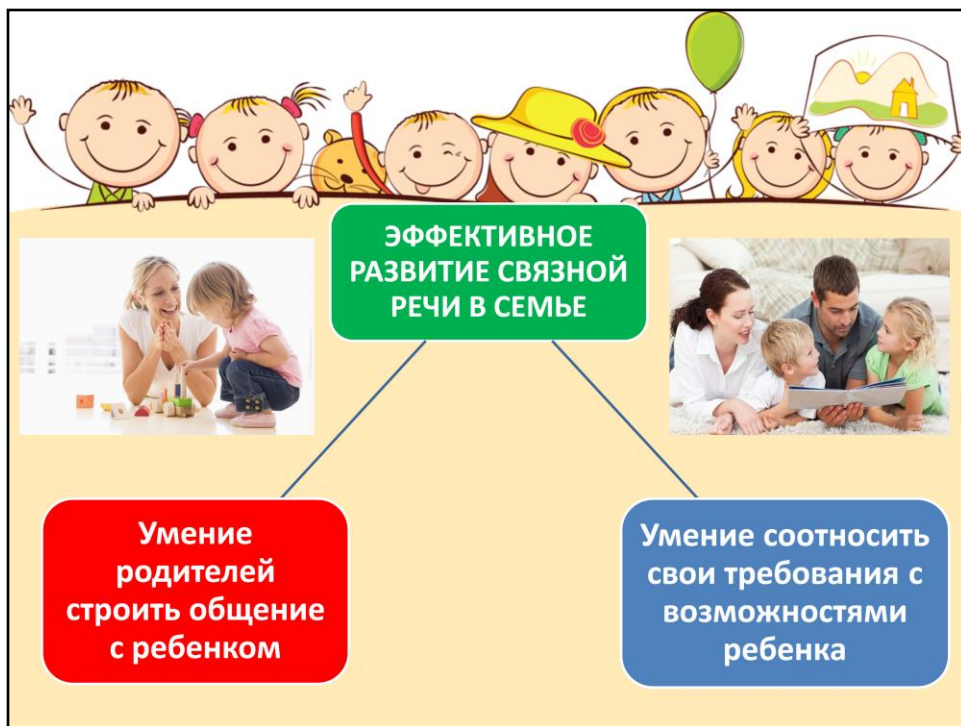 ЭФФЕКТИВНОЕ
РАЗВИТИЕ СВЯЗНОЙ
РЕЧИ В СЕМЬЕ
Умение
родителей
строить общение
с ребенком
Умение соотносить
свои требования с
возможностями
ребенка